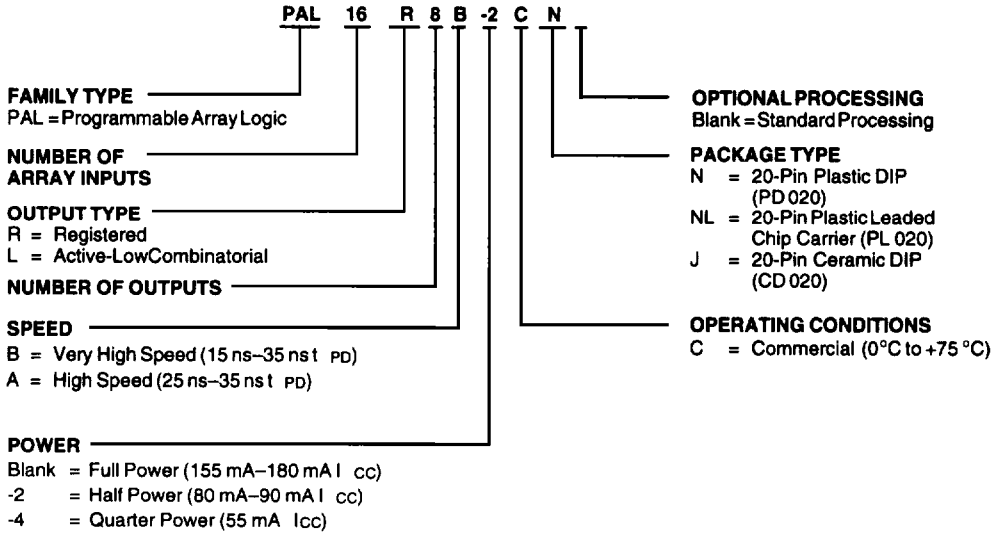 PAL 16 R 8 B -2 C N
FAMILY TYPE
PAL = Programmable Array Logic
NUMBER OF
ARRAY INPUTS
OUTPUT TYPE
R = Registered
L = Active-Low Combinatorial
NUMBER OF OUTPUTS
SPEED
B = Very High Speed (15 ns–35 ns t PD)
A = High Speed (25 ns–35 ns t PD)
POWER
Blank = Full Power (155 mA–180 mA I CC)
-2 = Half Power (80 mA–90 mA I CC)
-4 = Quarter Power (55 mA ICC)
OPTIONAL PROCESSING
Blank = Standard Processing
PACKAGE TYPE
N = 20-Pin Plastic DIP
(PD 020)
NL = 20-Pin Plastic Leaded
Chip Carrier (PL 020)
J = 20-Pin Ceramic DIP
(CD 020)
OPERATING CONDITIONS
C = Commercial (0°C to +75 °C)